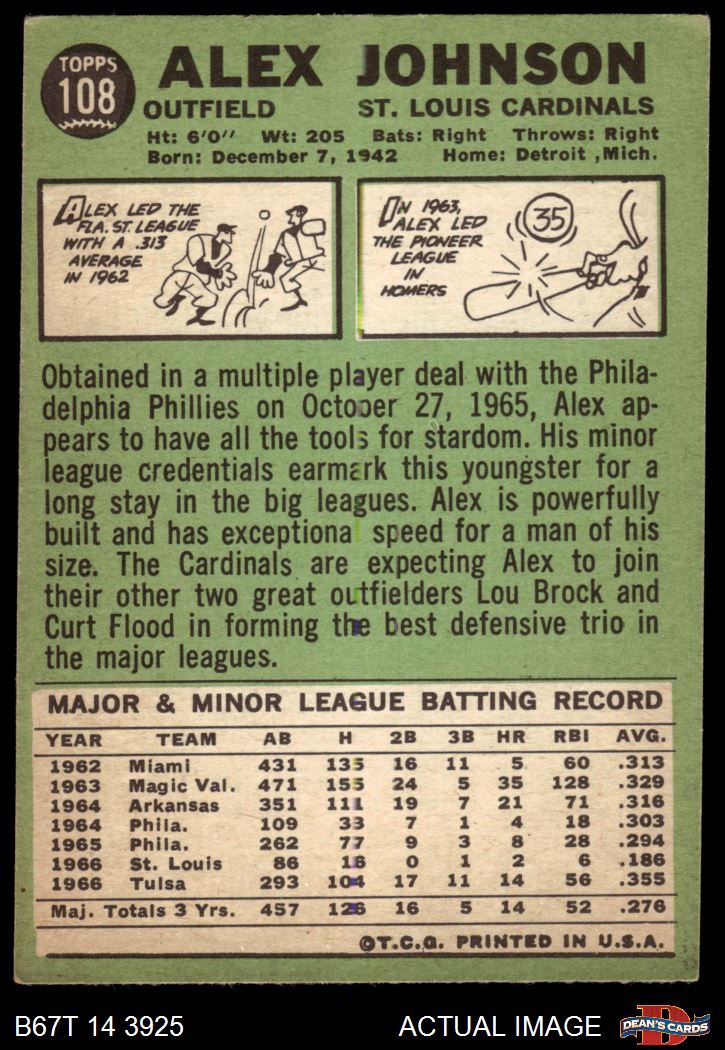 TOPPS
108
ALEX JOHNSON
OUTFIELD ST. LOUIS CARDINALS
Ht: 6'0" Wt: 205 Bats: Right Throws: Right
Born: December 7, 1942 Home: Detroit ,Mich.
ALEX LED THE
FLA. ST. LEAGUE
WITH A .313
AVERAGE
IN 1962
IN 1963,
ALEX LED
THE PIONEER
LEAGUE
IN
HOMERS
35
Obtained in a multiple player deal with the Phila-
delphia Phillies on October 27, 1965, Alex ap-
pears to have all the tools for stardom. His minor
league credentials earmark this youngster for a
long stay in the big leagues. Alex is powerfully
built and has exceptional speed for a man of his
size. The Cardinals are expecting Alex to join
their other two great outfielders Lou Brock and
Curt Flood in forming the best defensive trio in
the major leagues.
MAJOR & MINOR LEAGUE BATTING RECORD
YEAR TEAM AB H 2B 3B HR RBI AVG.
1962 Miami 431 135 16 11 5 60 .313
1963 Magic Val. 471 155 24 5 35 128 .329
1964 Arkansas 351 111 19 7 21 71 .316
1964 Phila. 109 33 7 1 4 18 .303
1965 Phila. 262 77 9 3 8 28 .294
1966 St. Louis 86 16 0 1 2 6 .186
1966 Tulsa 293 104 17 11 14 56 .355
Maj. Totals 3 Yrs. 457 126 16 5 14 52 .276
©T.C.G. PRINTED IN U.S.A.
B67T 14 3925 ACTUAL IMAGE DEAN'S CARDS